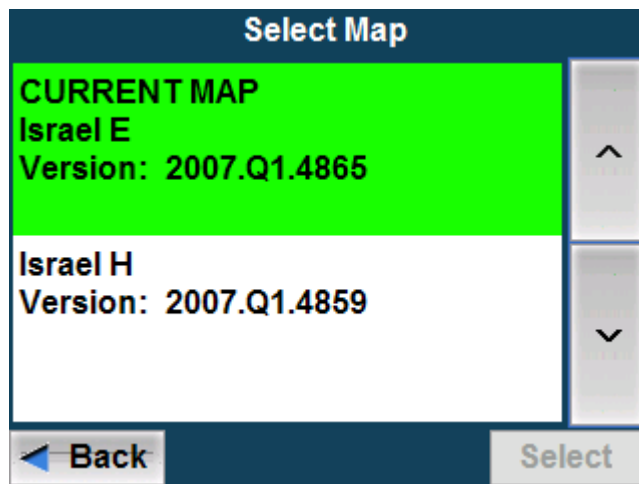 Select Map
CURRENT MAP
Israel E
Version: 2007.Q1.4865
Israel H
Version: 2007.Q1.4859
Back
Select